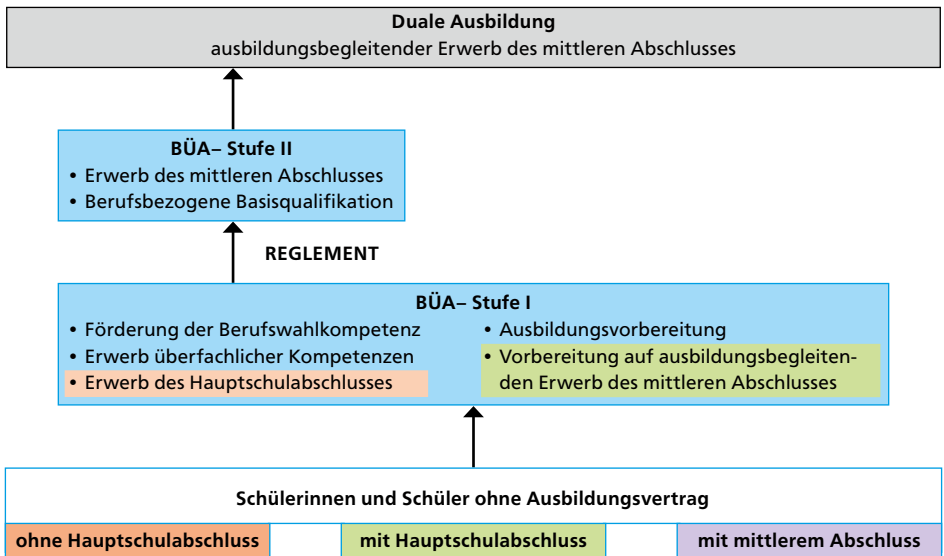 Duale Ausbildung
ausbildungsbegleitender Erwerb des mittleren Abschlusses
BÜA– Stufe II
• Erwerb des mittleren Abschlusses
• Berufsbezogene Basisqualifikation
REGLEMENT
BÜA– Stufe I
• Förderung der Berufswahlkompetenz
• Erwerb überfachlicher Kompetenzen
• Erwerb des Hauptschulabschlusses
• Ausbildungsvorbereitung
• Vorbereitung auf ausbildungsbegleiten-
den Erwerb des mittleren Abschlusses
Schülerinnen und Schüler ohne Ausbildungsvertrag
ohne Hauptschulabschluss
mit Hauptschulabschluss
mit mittlerem Abschluss